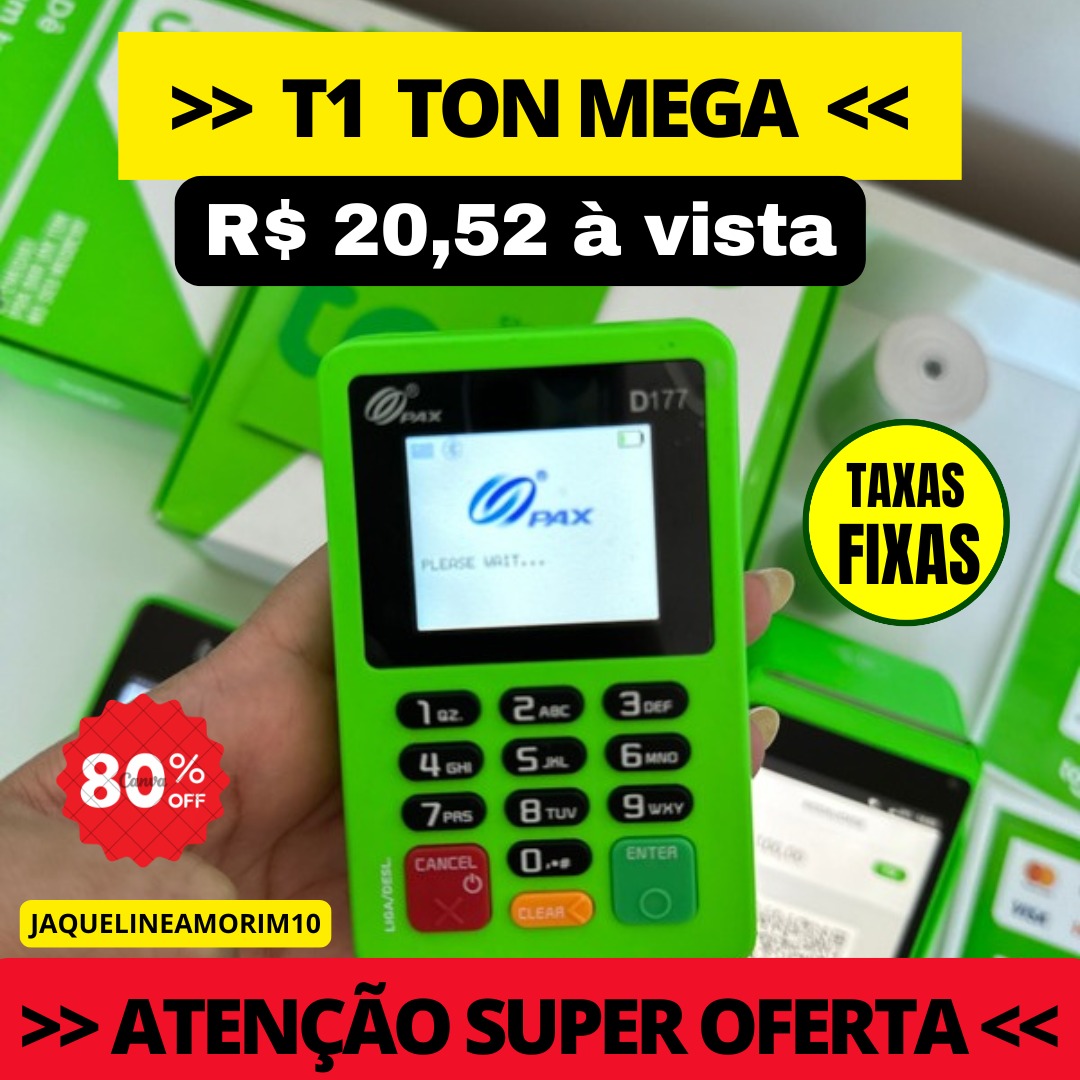 >> T1 TON MEGA <<
R$ 20,52 à vista
PAX
D177
PAX
PLEASE WAIT...
TAXAS
FIXAS
1 QZ.
2 ABC
3 DEF
4 GHI
5 JKL
6 MNO
7 PRS
8 TUV
9 WXY
CANCEL
0 ,*#
ENTER
CLEAR
LIGA/DESL.
80% OFF
Canva
VISA
JAQUELINEAMORIM10
>> ATENÇÃO SUPER OFERTA <<